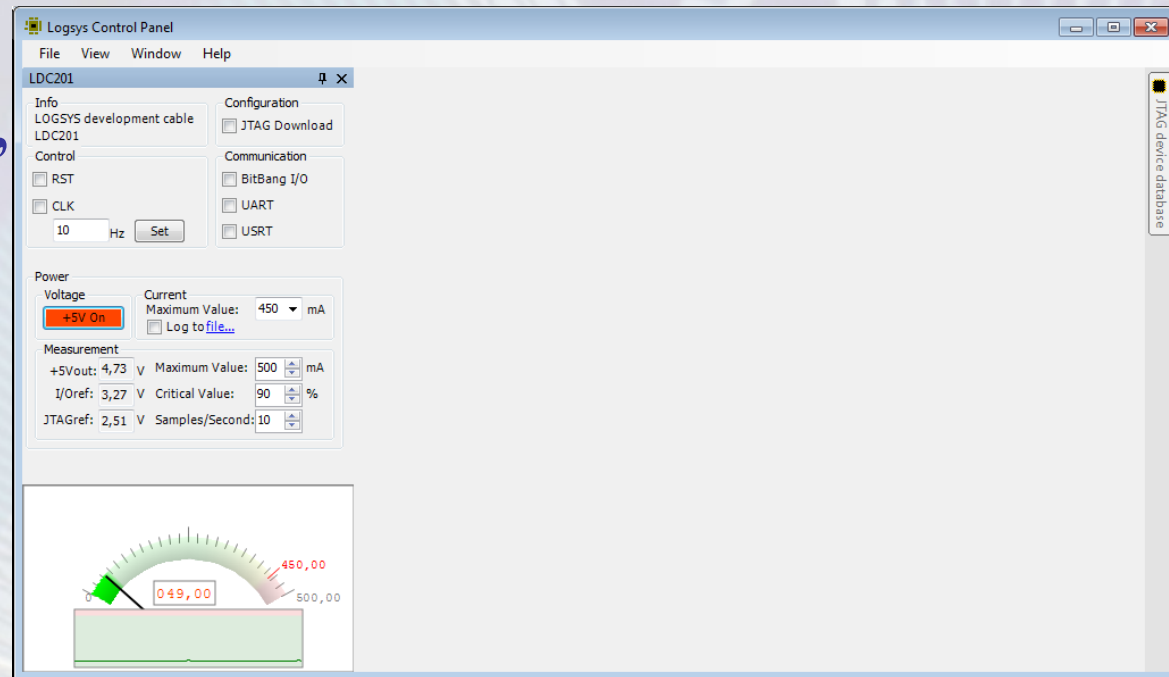 Logsys Control Panel
File View Window Help
LDC201
Info
LOGSYS development cable
LDC201
Configuration
JTAG Download
Control
RST
CLK
10 Hz Set
Communication
BitBang I/O
UART
USRT
Power
Voltage
+5V On
Current
Maximum Value: 450 mA
Log to file...
Measurement
+5Vout: 4,73 V Maximum Value: 500 mA
I/Oref: 3,27 V Critical Value: 90 %
JTAGref: 2,51 V Samples/Second: 10
450,00
0 049,00 500,00
JTAG device database